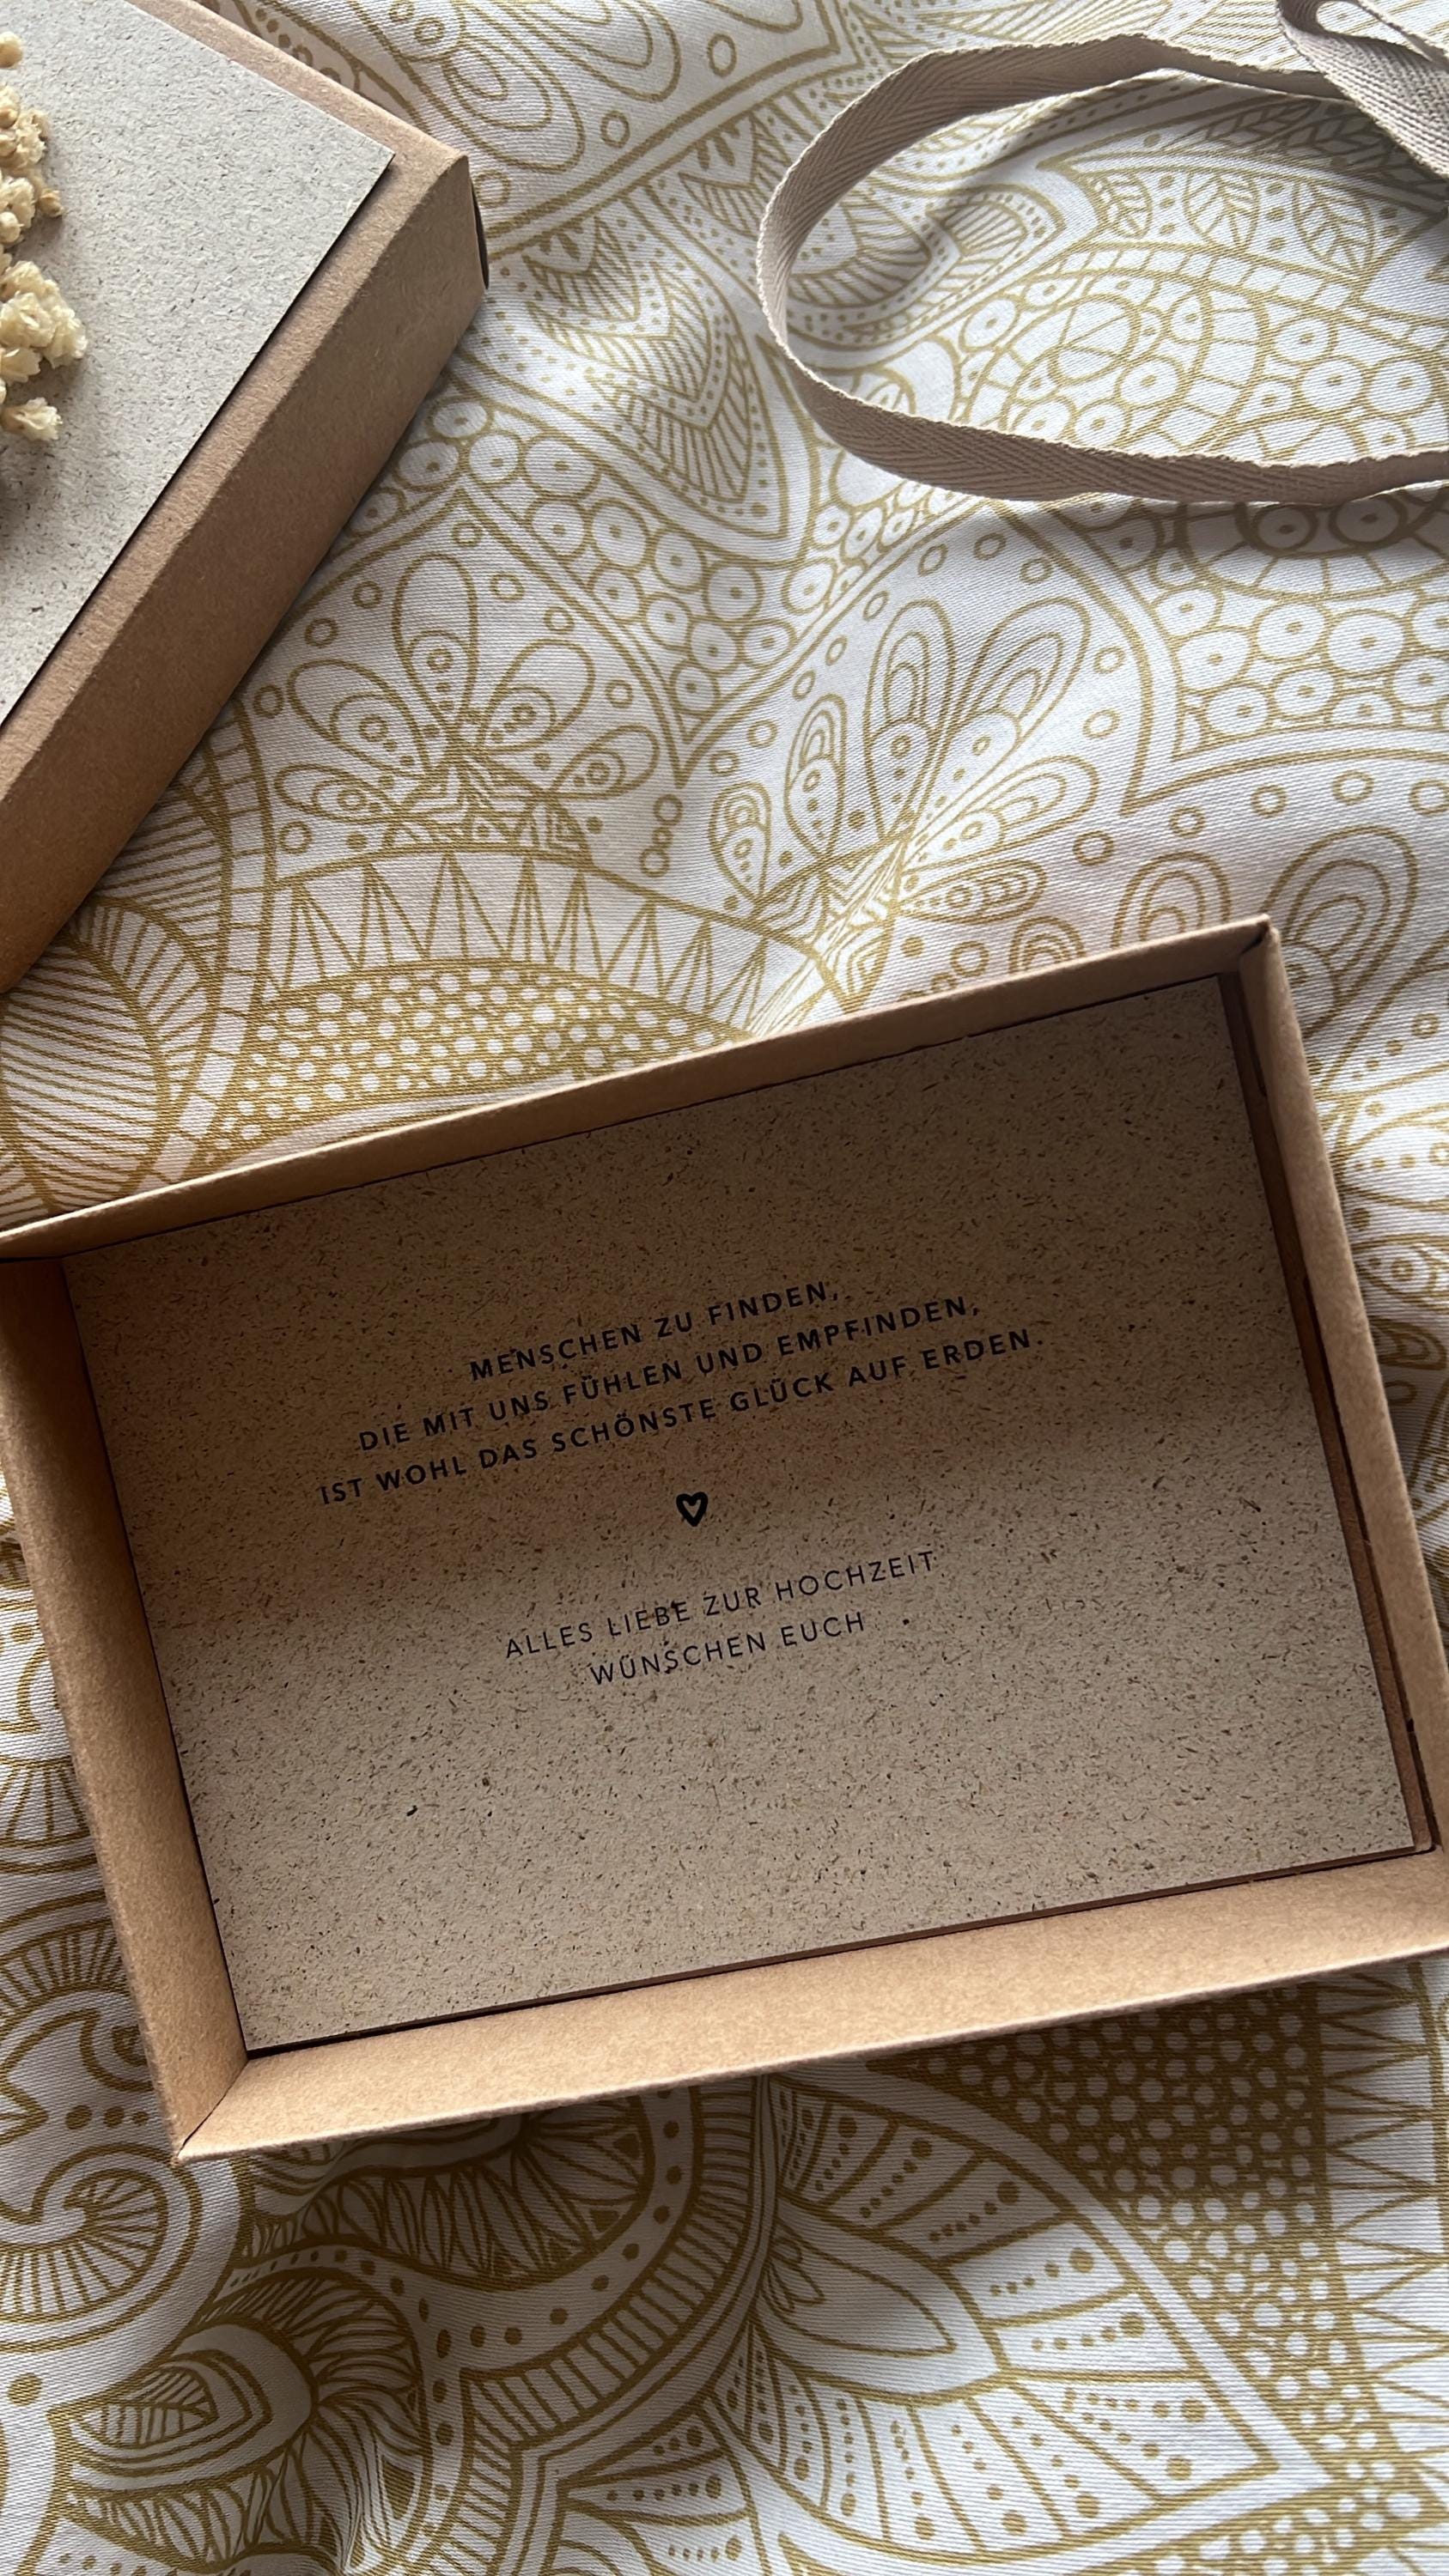 MENSCHEN ZU FINDEN,
DIE MIT UNS FÜHLEN UND EMPFINDEN,
IST WOHL DAS SCHÖNSTE GLÜCK AUF ERDEN.
ALLES LIEBE ZUR HOCHZEIT
WÜNSCHEN EUCH